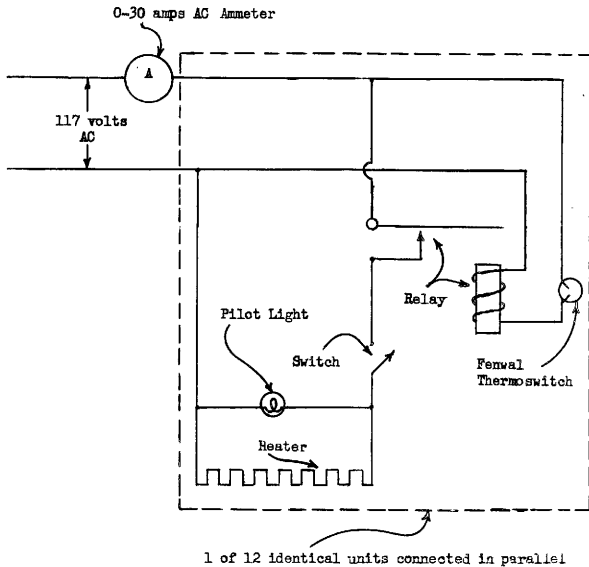 0-30 amps AC Ammeter
A
117 volts
AC
Relay
Pilot Light
Switch
Fenwal
Thermoswitch
Heater
1 of 12 identical units connected in parallel